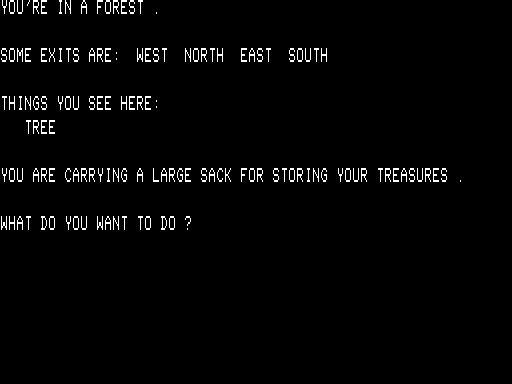 YOU'RE IN A FOREST .
SOME EXITS ARE:  WEST  NORTH  EAST  SOUTH
THINGS YOU SEE HERE:
   TREE
YOU ARE CARRYING A LARGE SACK FOR STORING YOUR TREASURES .
WHAT DO YOU WANT TO DO ?